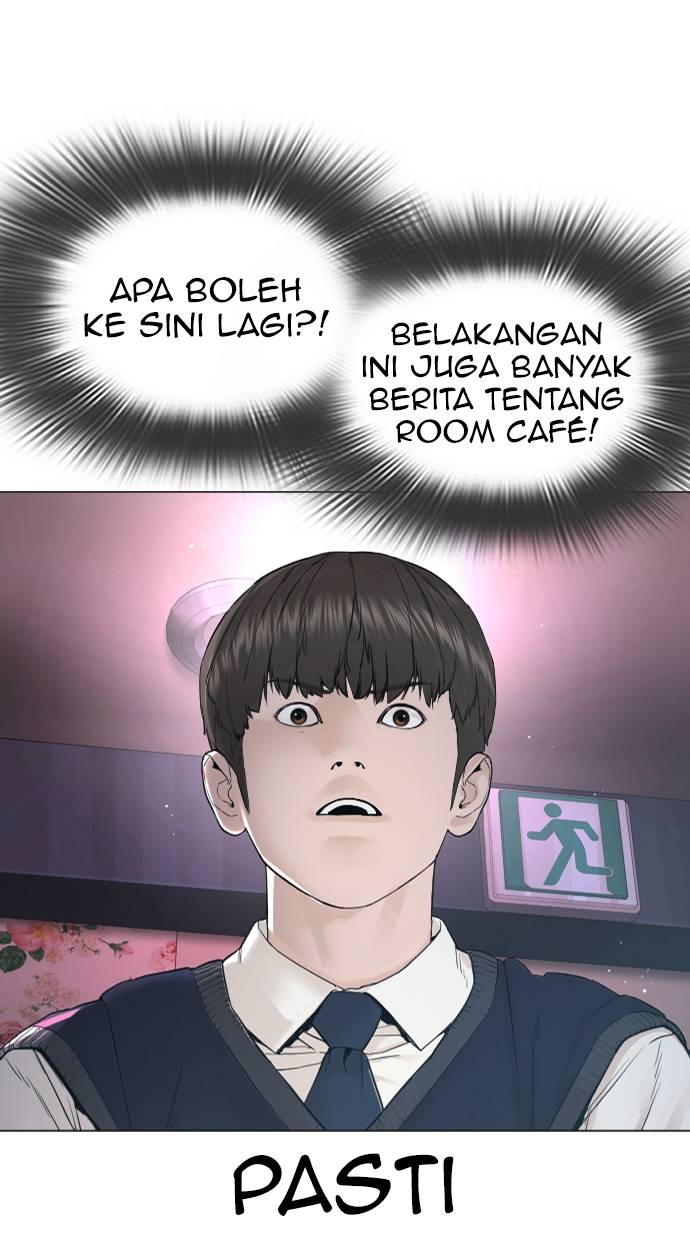 APA BOLEH
KE SINI LAGI?!
BELAKANGAN
INI JUGA BANYAK
BERITA TENTANG
ROOM CAFÉ!
PASTI